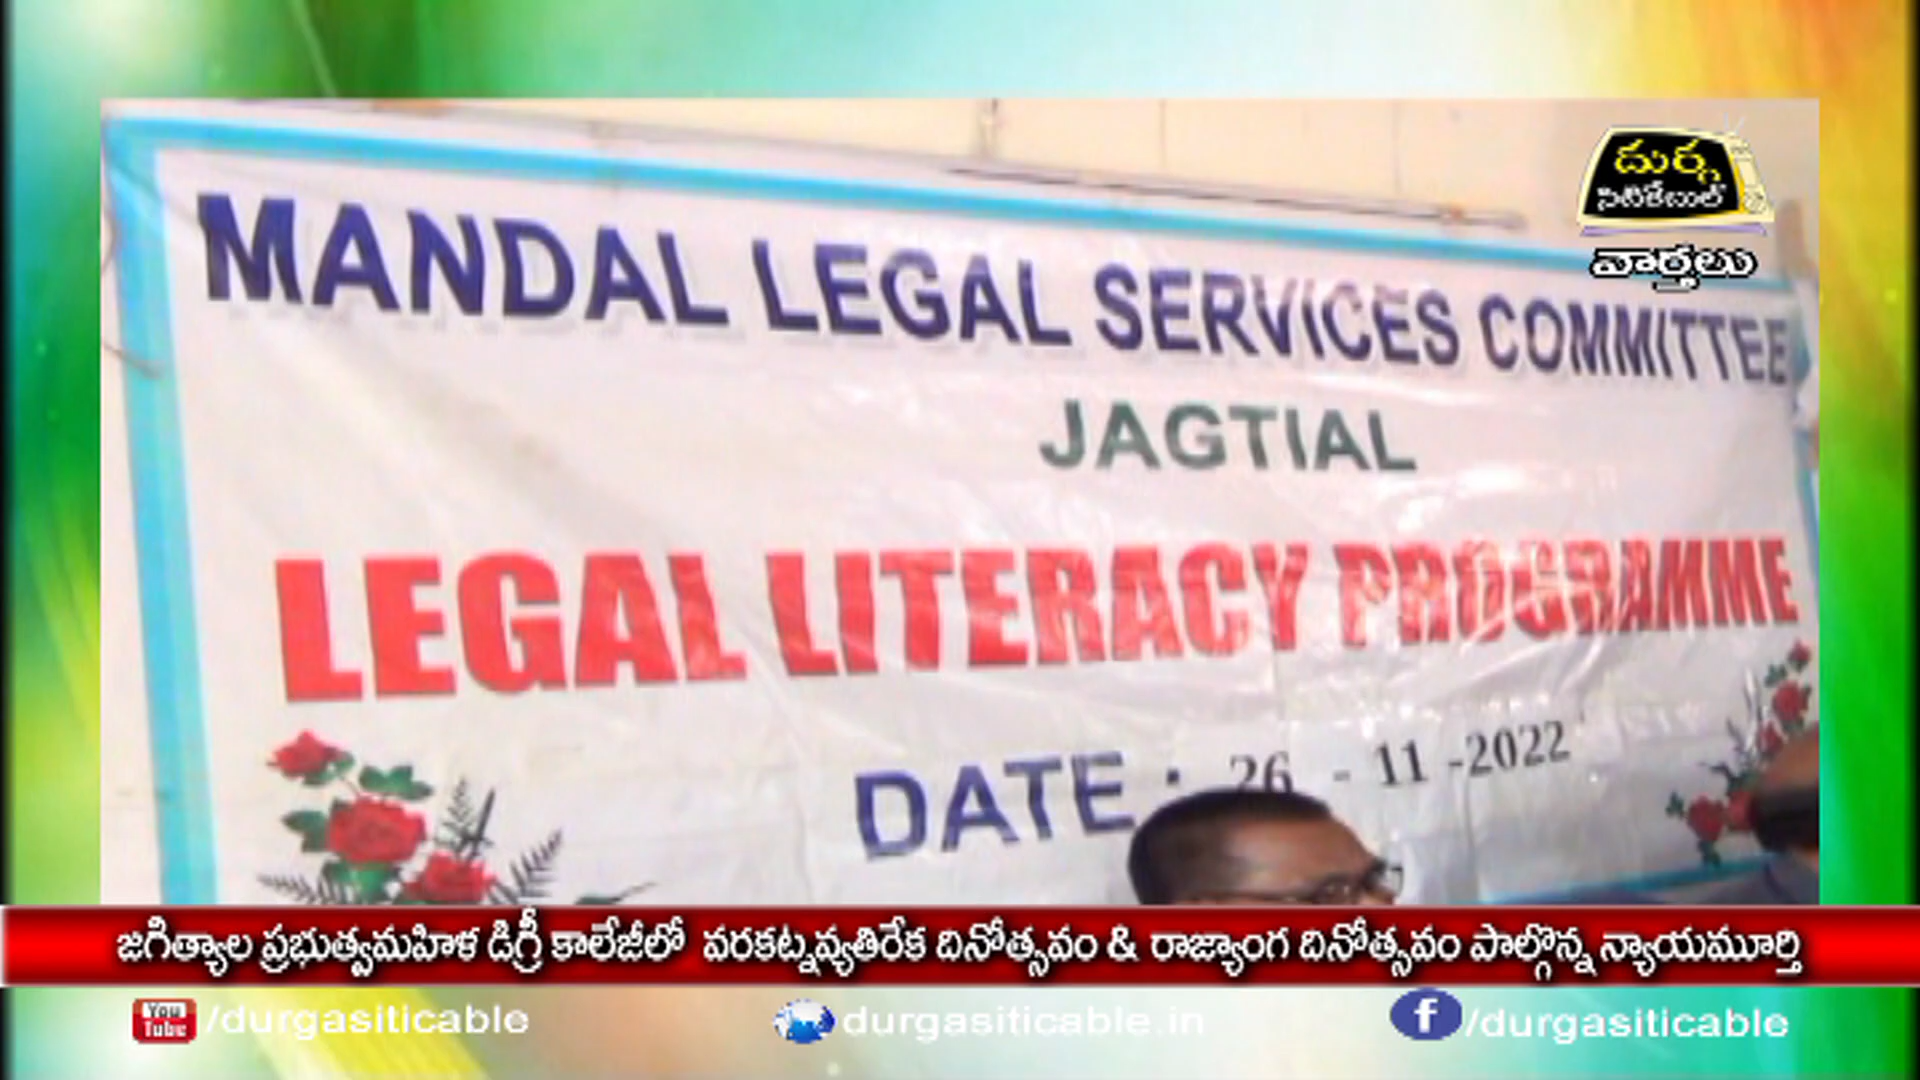 దుర్గ
సిటికేబుల్
వార్తలు
MANDAL LEGAL SERVICES COMMITTEE
JAGTIAL
LEGAL LITERACY PROGRAMME
DATE : 26 - 11 -2022
జగిత్యాల ప్రభుత్వమహిళ డిగ్రీ కాలేజీలో వరకట్నవ్యతిరేక దినోత్సవం & రాజ్యాంగ దినోత్సవం పాల్గొన్న న్యాయమూర్తి
You Tube /durgasiticable
durgasiticable.in
f /durgasiticable